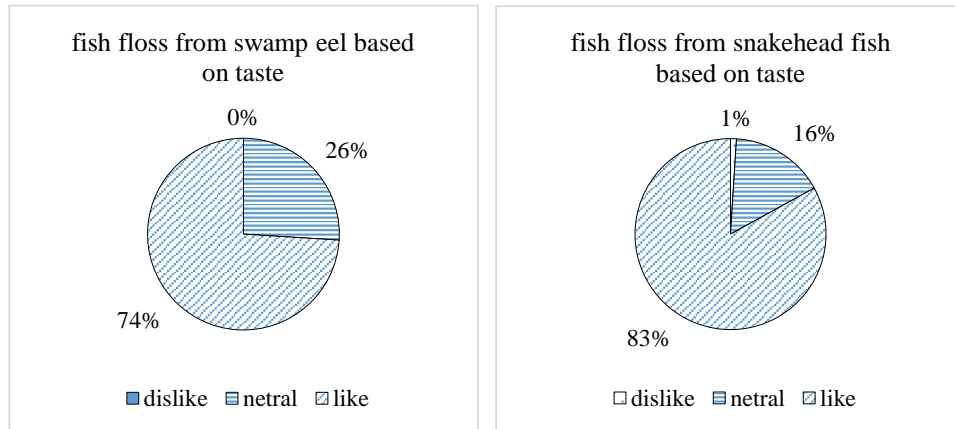 fish floss from swamp eel based
on taste
0%
26%
74%
dislike netral like
fish floss from snakehead fish
based on taste
1%
16%
83%
dislike netral like